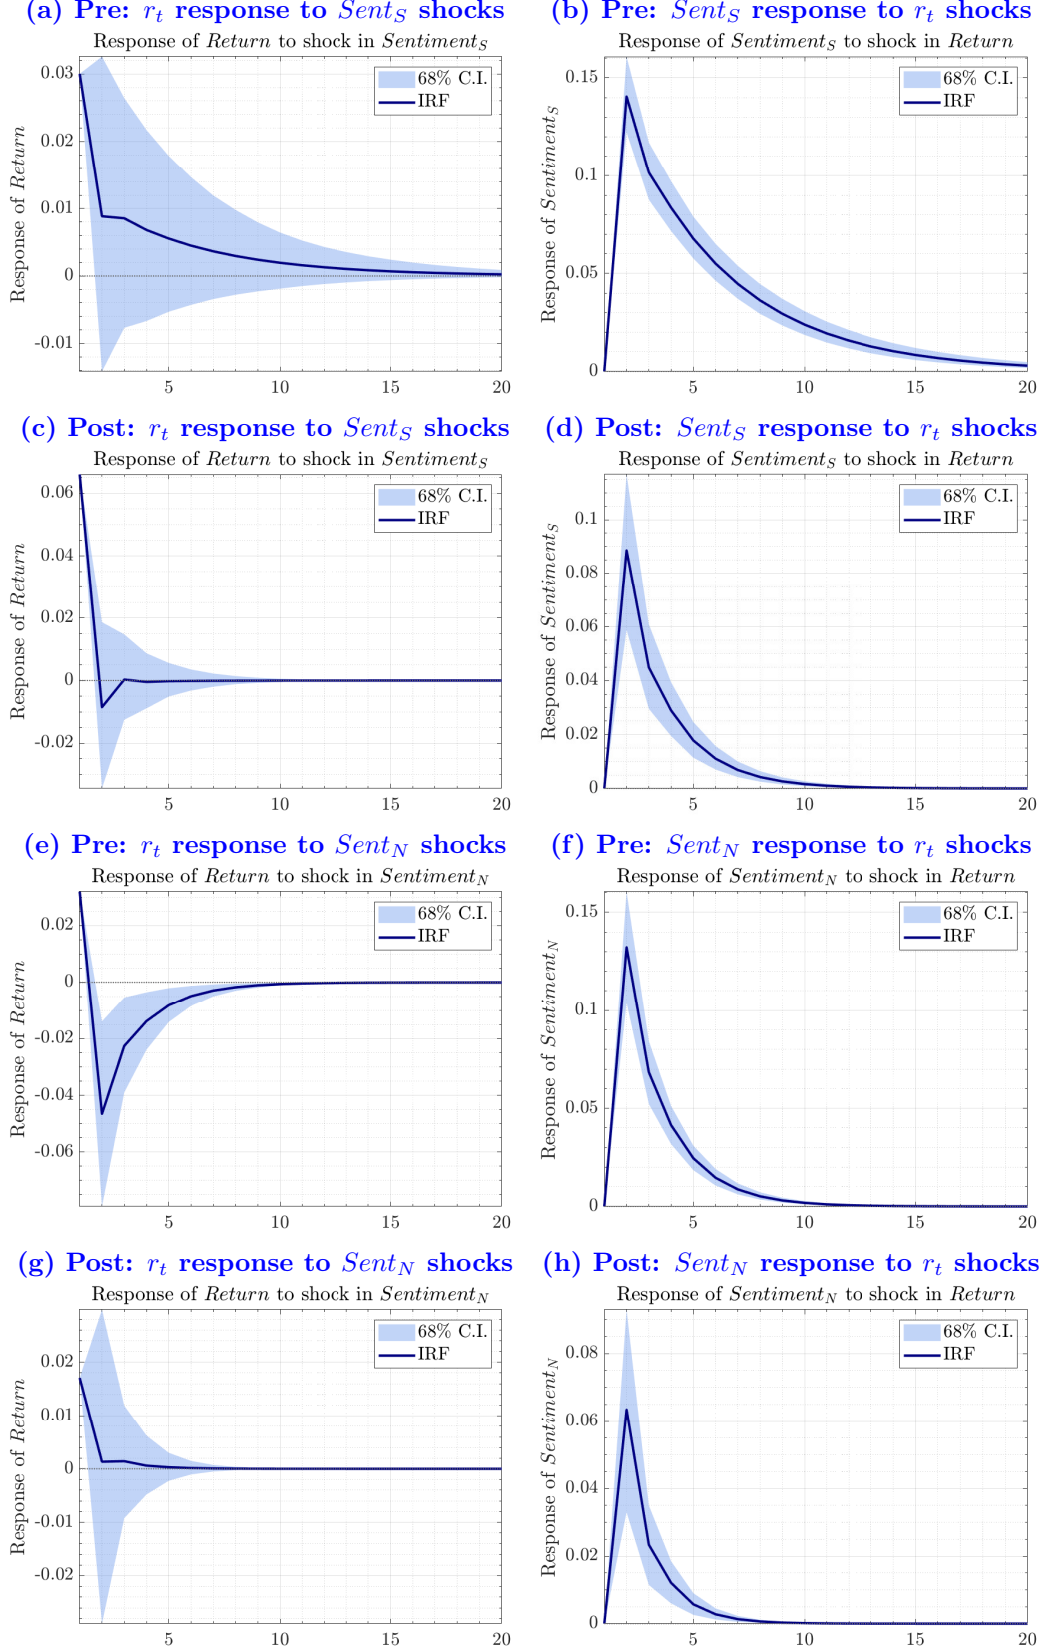 (a) Pre: r_t response to Sent_S shocks
Response of Return to shock in Sentiment_S
Response of Return
68% C.I.
IRF
0.03
0.02
0.01
0
-0.01
5 10 15 20
(b) Pre: Sent_S response to r_t shocks
Response of Sentiment_S to shock in Return
Response of Sentiment_S
68% C.I.
IRF
0.15
0.1
0.05
0
5 10 15 20
(c) Post: r_t response to Sent_S shocks
Response of Return to shock in Sentiment_S
Response of Return
68% C.I.
IRF
0.06
0.04
0.02
0
-0.02
5 10 15 20
(d) Post: Sent_S response to r_t shocks
Response of Sentiment_S to shock in Return
Response of Sentiment_S
68% C.I.
IRF
0.1
0.08
0.06
0.04
0.02
0
5 10 15 20
(e) Pre: r_t response to Sent_N shocks
Response of Return to shock in Sentiment_N
Response of Return
68% C.I.
IRF
0.02
0
-0.02
-0.04
-0.06
5 10 15 20
(f) Pre: Sent_N response to r_t shocks
Response of Sentiment_N to shock in Return
Response of Sentiment_N
68% C.I.
IRF
0.15
0.1
0.05
0
5 10 15 20
(g) Post: r_t response to Sent_N shocks
Response of Return to shock in Sentiment_N
Response of Return
68% C.I.
IRF
0.02
0.01
0
-0.01
-0.02
5 10 15 20
(h) Post: Sent_N response to r_t shocks
Response of Sentiment_N to shock in Return
Response of Sentiment_N
68% C.I.
IRF
0.08
0.06
0.04
0.02
0
5 10 15 20